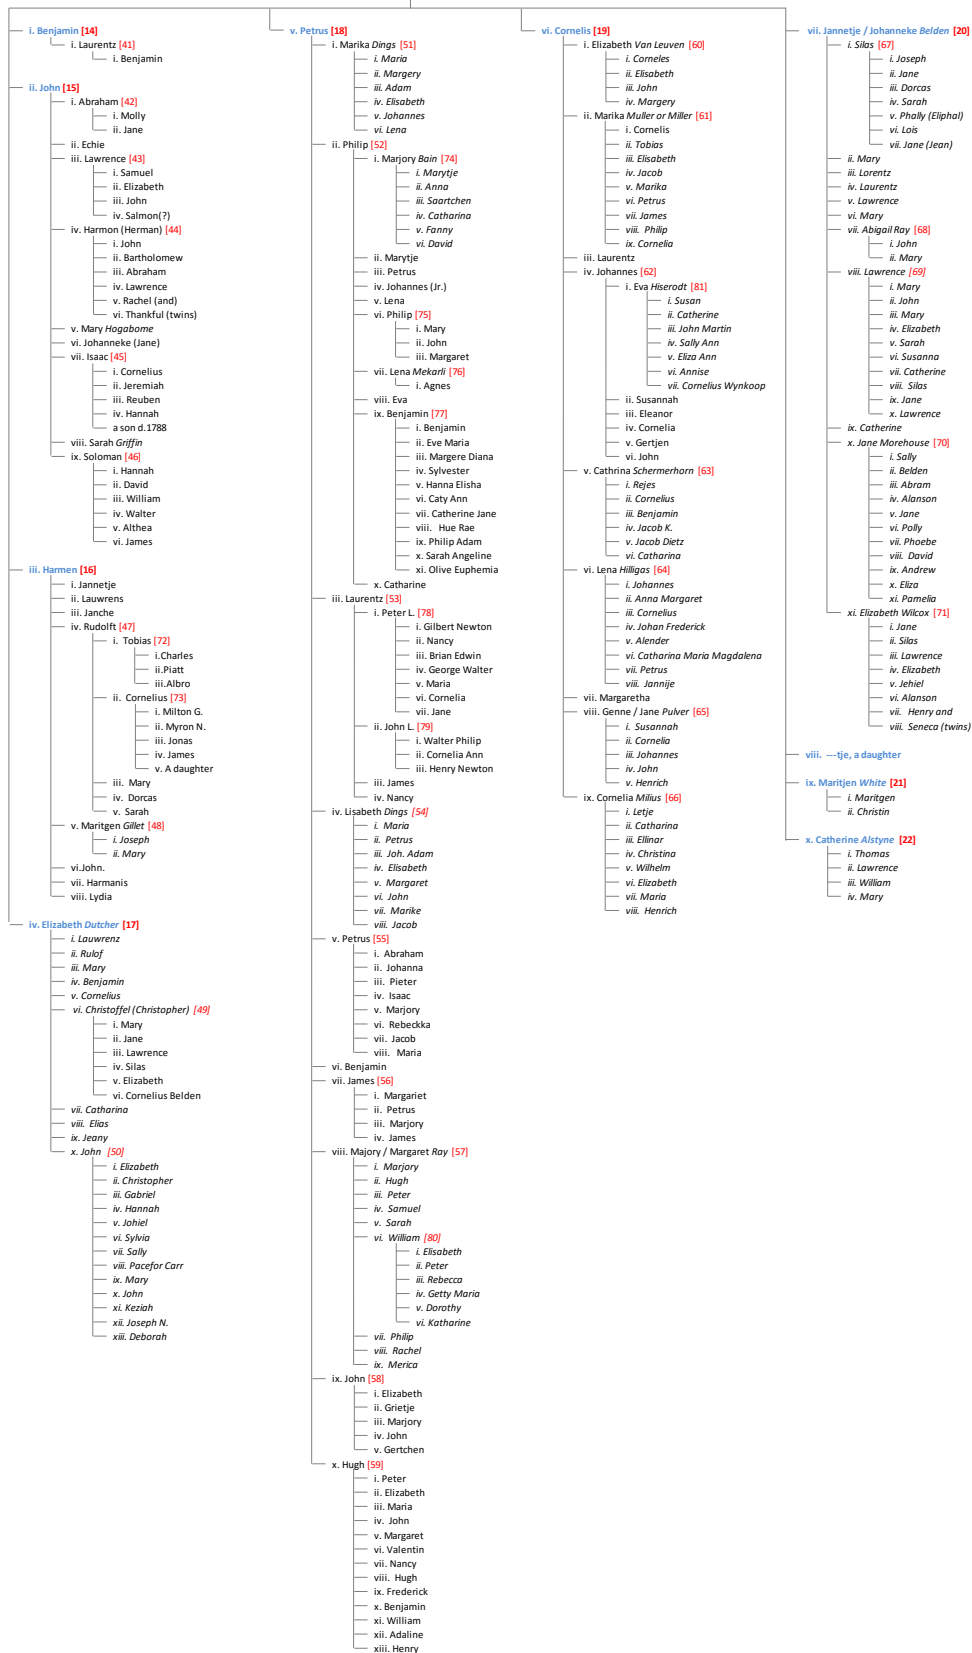 i. Benjamin [14]
i. Laurentz [41]
i. Benjamin
ii. John [15]
i. Abraham [42]
i. Molly
ii. Jane
ii. Echie
iii. Lawrence [43]
i. Samuel
ii. Elizabeth
iii. John
iv. Salmon(?)
iv. Harmon (Herman) [44]
i. John
ii. Bartholomew
iii. Abraham
iv. Lawrence
v. Rachel (and)
vi. Thankful (twins)
v. Mary Hogabome
vi. Johanneke (Jane)
vii. Isaac [45]
i. Cornelius
ii. Jeremiah
iii. Reuben
iv. Hannah
a son d.1788
viii. Sarah Griffin
ix. Soloman [46]
i. Hannah
ii. David
iii. William
iv. Walter
v. Althea
vi. James
iii. Harmen [16]
i. Jannetje
ii. Lauwrens
iii. Janche
iv. Rudolft [47]
i. Tobias [72]
i.Charles
ii.Piatt
iii.Albro
ii. Cornelius [73]
i. Milton G.
ii. Myron N.
iii. Jonas
iv. James
v. A daughter
iii. Mary
iv. Dorcas
v. Sarah
v. Maritgen Gillet [48]
i. Joseph
ii. Mary
vi.John.
vii. Harmanis
viii. Lydia
iv. Elizabeth Dutcher [17]
i. Lauwrenz
ii. Rulof
iii. Mary
iv. Benjamin
v. Cornelius
vi. Christoffel (Christopher) [49]
i. Mary
ii. Jane
iii. Lawrence
iv. Silas
v. Elizabeth
vi. Cornelius Belden
vii. Catharina
viii. Elias
ix. Jeany
x. John [50]
i. Elizabeth
ii. Christopher
iii. Gabriel
iv. Hannah
v. Johiel
vi. Sylvia
vii. Sally
viii. Pacefor Carr
ix. Mary
x. John
xi. Keziah
xii. Joseph N.
xiii. Deborah
v. Petrus [18]
i. Marika Dings [51]
i. Maria
ii. Margery
iii. Adam
iv. Elisabeth
v. Johannes
vi. Lena
ii. Philip [52]
i. Marjory Bain [74]
i. Marytje
ii. Anna
iii. Saartchen
iv. Catharina
v. Fanny
vi. David
ii. Marytje
iii. Petrus
iv. Johannes (Jr.)
v. Lena
vi. Philip [75]
i. Mary
ii. John
iii. Margaret
vii. Lena Mekarli [76]
i. Agnes
viii. Eva
ix. Benjamin [77]
i. Benjamin
ii. Eve Maria
iii. Margere Diana
iv. Sylvester
v. Hanna Elisha
vi. Caty Ann
vii. Catherine Jane
viii. Hue Rae
ix. Philip Adam
x. Sarah Angeline
xi. Olive Euphemia
x. Catharine
iii. Laurentz [53]
i. Peter L. [78]
i. Gilbert Newton
ii. Nancy
iii. Brian Edwin
iv. George Walter
v. Maria
vi. Cornelia
vii. Jane
ii. John L. [79]
i. Walter Philip
ii. Cornelia Ann
iii. Henry Newton
iii. James
iv. Nancy
iv. Lisabeth Dings [54]
i. Maria
ii. Petrus
iii. Joh. Adam
iv. Elisabeth
v. Margaret
vi. John
vii. Marike
viii. Jacob
v. Petrus [55]
i. Abraham
ii. Johanna
iii. Pieter
iv. Isaac
v. Marjory
vi. Rebeckka
vii. Jacob
viii. Maria
vi. Benjamin
vii. James [56]
i. Margariet
ii. Petrus
iii. Marjory
iv. James
viii. Majory / Margaret Ray [57]
i. Marjory
ii. Hugh
iii. Peter
iv. Samuel
v. Sarah
vi. William [80]
i. Elisabeth
ii. Peter
iii. Rebecca
iv. Getty Maria
v. Dorothy
vi. Katharine
vii. Philip
viii. Rachel
ix. Merica
ix. John [58]
i. Elizabeth
ii. Grietje
iii. Marjory
iv. John
v. Gertchen
x. Hugh [59]
i. Peter
ii. Elizabeth
iii. Maria
iv. John
v. Margaret
vi. Valentin
vii. Nancy
viii. Hugh
ix. Frederick
x. Benjamin
xi. William
xii. Adaline
xiii. Henry
vi. Cornelis [19]
i. Elizabeth Van Leuven [60]
i. Corneles
ii. Elisabeth
iii. John
iv. Margery
ii. Marika Muller or Miller [61]
i. Cornelis
ii. Tobias
iii. Elisabeth
iv. Jacob
v. Marika
vi. Petrus
vii. James
viii. Philip
ix. Cornelia
iii. Laurentz
iv. Johannes [62]
i. Eva Hiserodt [81]
i. Susan
ii. Catherine
iii. John Martin
iv. Sally Ann
v. Eliza Ann
vi. Annise
vii. Cornelius Wynkoop
ii. Susannah
iii. Eleanor
iv. Cornelia
v. Gertjen
vi. John
v. Cathrina Schermerhorn [63]
i. Rejes
ii. Cornelius
iii. Benjamin
iv. Jacob K.
v. Jacob Dietz
vi. Catharina
vi. Lena Hilligas [64]
i. Johannes
ii. Anna Margaret
iii. Cornelius
iv. Johan Frederick
v. Alender
vi. Catharina Maria Magdalena
vii. Petrus
viii. Jannije
vii. Margaretha
viii. Genne / Jane Pulver [65]
i. Susannah
ii. Cornelia
iii. Johannes
iv. John
v. Henrich
ix. Cornelia Milius [66]
i. Letje
ii. Catharina
iii. Ellinar
iv. Christina
v. Wilhelm
vi. Elizabeth
vii. Maria
viii. Henrich
vii. Jannetje / Johanneke Belden [20]
i. Silas [67]
i. Joseph
ii. Jane
iii. Dorcas
iv. Sarah
v. Phally (Eliphal)
vi. Lois
vii. Jane (Jean)
ii. Mary
iii. Lorentz
iv. Laurentz
v. Lawrence
vi. Mary
vii. Abigail Ray [68]
i. John
ii. Mary
viii. Lawrence [69]
i. Mary
ii. John
iii. Mary
iv. Elizabeth
v. Sarah
vi. Susanna
vii. Catherine
viii. Silas
ix. Jane
x. Lawrence
ix. Catherine
x. Jane Morehouse [70]
i. Sally
ii. Belden
iii. Abram
iv. Alanson
v. Jane
vi. Polly
vii. Phoebe
viii. David
ix. Andrew
x. Eliza
xi. Pamelia
xi. Elizabeth Wilcox [71]
i. Jane
ii. Silas
iii. Lawrence
iv. Elizabeth
v. Jehiel
vi. Alanson
vii. Henry and
viii. Seneca (twins)
viii. ---tje, a daughter
ix. Maritjen White [21]
i. Maritgen
ii. Christin
x. Catherine Alstyne [22]
i. Thomas
ii. Lawrence
iii. William
iv. Mary